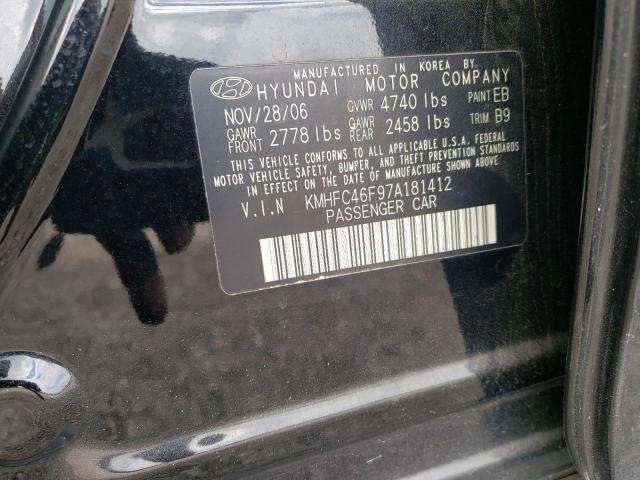 MANUFACTURED IN KOREA BY.
HYUNDAI MOTOR COMPANY
NOV/28/06 GVWR 4740 lbs PAINT EB
GAWR FRONT 2778 lbs GAWR REAR 2458 lbs TRIM B9
THIS VEHICLE CONFORMS TO ALL APPLICABLE U.S.A. FEDERAL
MOTOR VEHICLE SAFETY, BUMPER, AND THEFT PREVENTION STANDARDS
IN EFFECT ON THE DATE OF MANUFACTURE SHOWN ABOVE.
V.I.N KMHFC46F97A181412
PASSENGER CAR